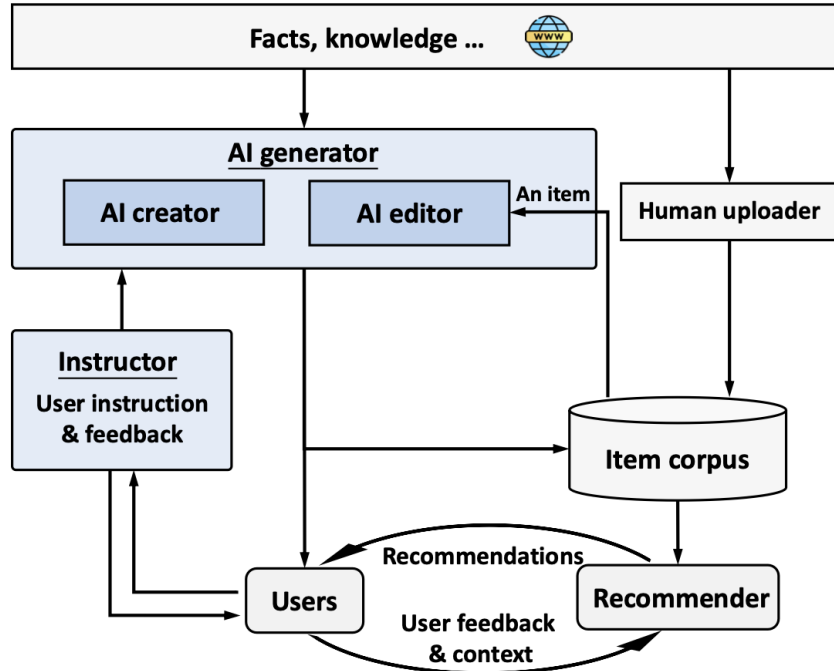 Facts, knowledge ...
WWW
AI generator
AI creator
AI editor
An item
Human uploader
Instructor
User instruction
& feedback
Item corpus
Recommendations
Users
Recommender
User feedback
& context